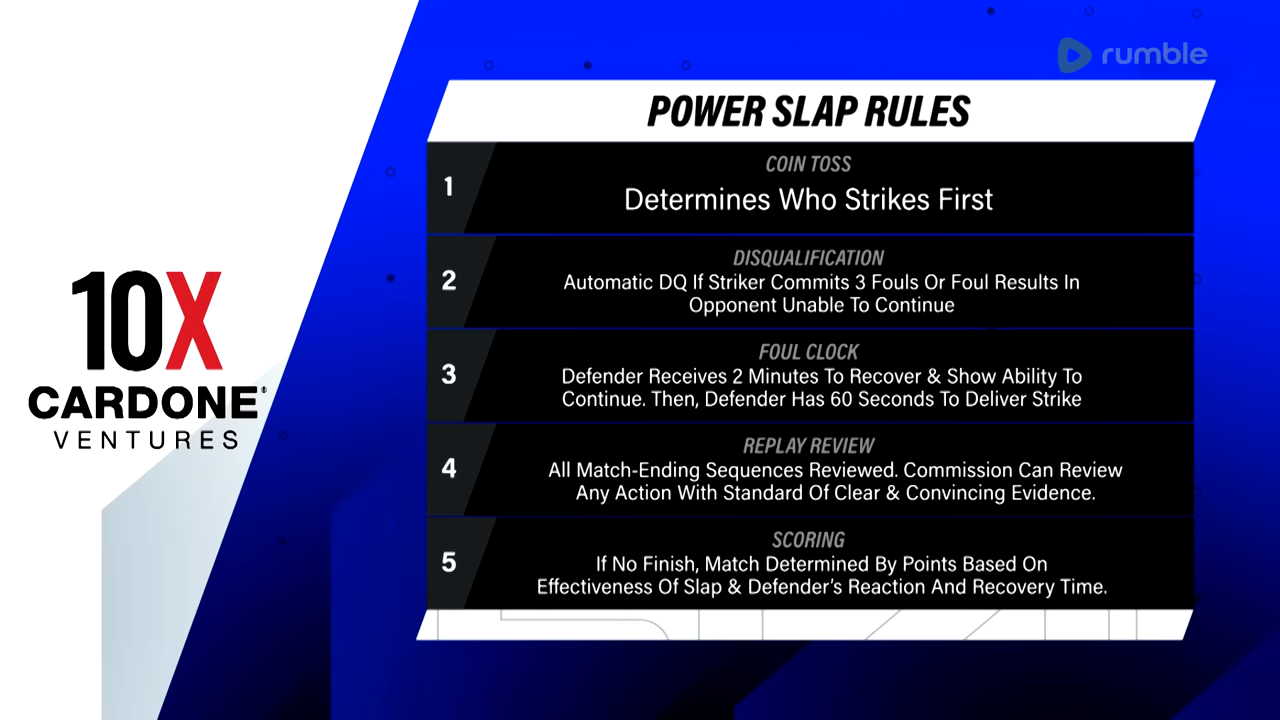 rumble
POWER SLAP RULES
1
COIN TOSS
Determines Who Strikes First
2
DISQUALIFICATION
Automatic DQ If Striker Commits 3 Fouls Or Foul Results In
Opponent Unable To Continue
3
FOUL CLOCK
Defender Receives 2 Minutes To Recover & Show Ability To
Continue. Then, Defender Has 60 Seconds To Deliver Strike
4
REPLAY REVIEW
All Match-Ending Sequences Reviewed. Commission Can Review
Any Action With Standard Of Clear & Convincing Evidence.
5
SCORING
If No Finish, Match Determined By Points Based On
Effectiveness Of Slap & Defender's Reaction And Recovery Time.
10X
CARDONE®
VENTURES